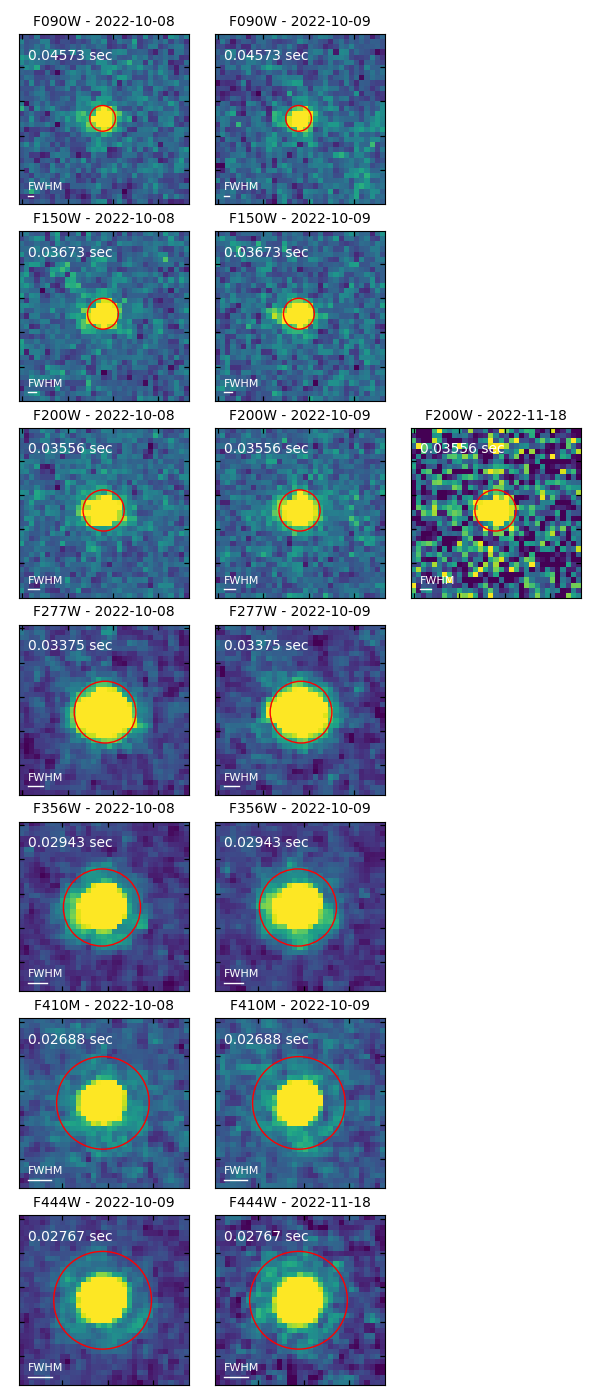 F090W - 2022-10-08
F090W - 2022-10-09
0.04573 sec
0.04573 sec
FWHM
FWHM
F150W - 2022-10-08
F150W - 2022-10-09
0.03673 sec
0.03673 sec
FWHM
FWHM
F200W - 2022-10-08
F200W - 2022-10-09
F200W - 2022-11-18
0.03556 sec
0.03556 sec
0.03556 sec
FWHM
FWHM
FWHM
F277W - 2022-10-08
F277W - 2022-10-09
0.03375 sec
0.03375 sec
FWHM
FWHM
F356W - 2022-10-08
F356W - 2022-10-09
0.02943 sec
0.02943 sec
FWHM
FWHM
F410M - 2022-10-08
F410M - 2022-10-09
0.02688 sec
0.02688 sec
FWHM
FWHM
F444W - 2022-10-09
F444W - 2022-11-18
0.02767 sec
0.02767 sec
FWHM
FWHM